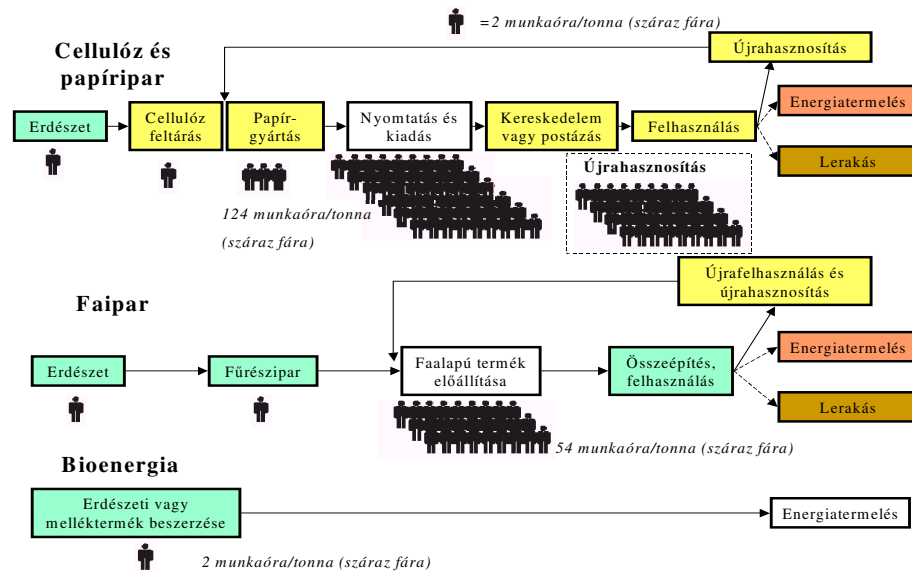 =2 munkaóra/tonna (száraz fára)
Cellulóz és
papíripar
Újrahasznosítás
Erdészet
Cellulóz
feltárás
Papír-
gyártás
Nyomtatás és
kiadás
Kereskedelem
vagy postázás
Felhasználás
Energiatermelés
Lerakás
Újrahasznosítás
124 munkaóra/tonna
(száraz fára)
Faipar
Újrafelhasználás és
újrahasznosítás
Erdészet
Fűrészipar
Faalapú termék
előállítása
Összeépítés,
felhasználás
Energiatermelés
Lerakás
54 munkaóra/tonna (száraz fára)
Bioenergia
Erdészeti vagy
melléktermék beszerzése
Energiatermelés
2 munkaóra/tonna (száraz fára)